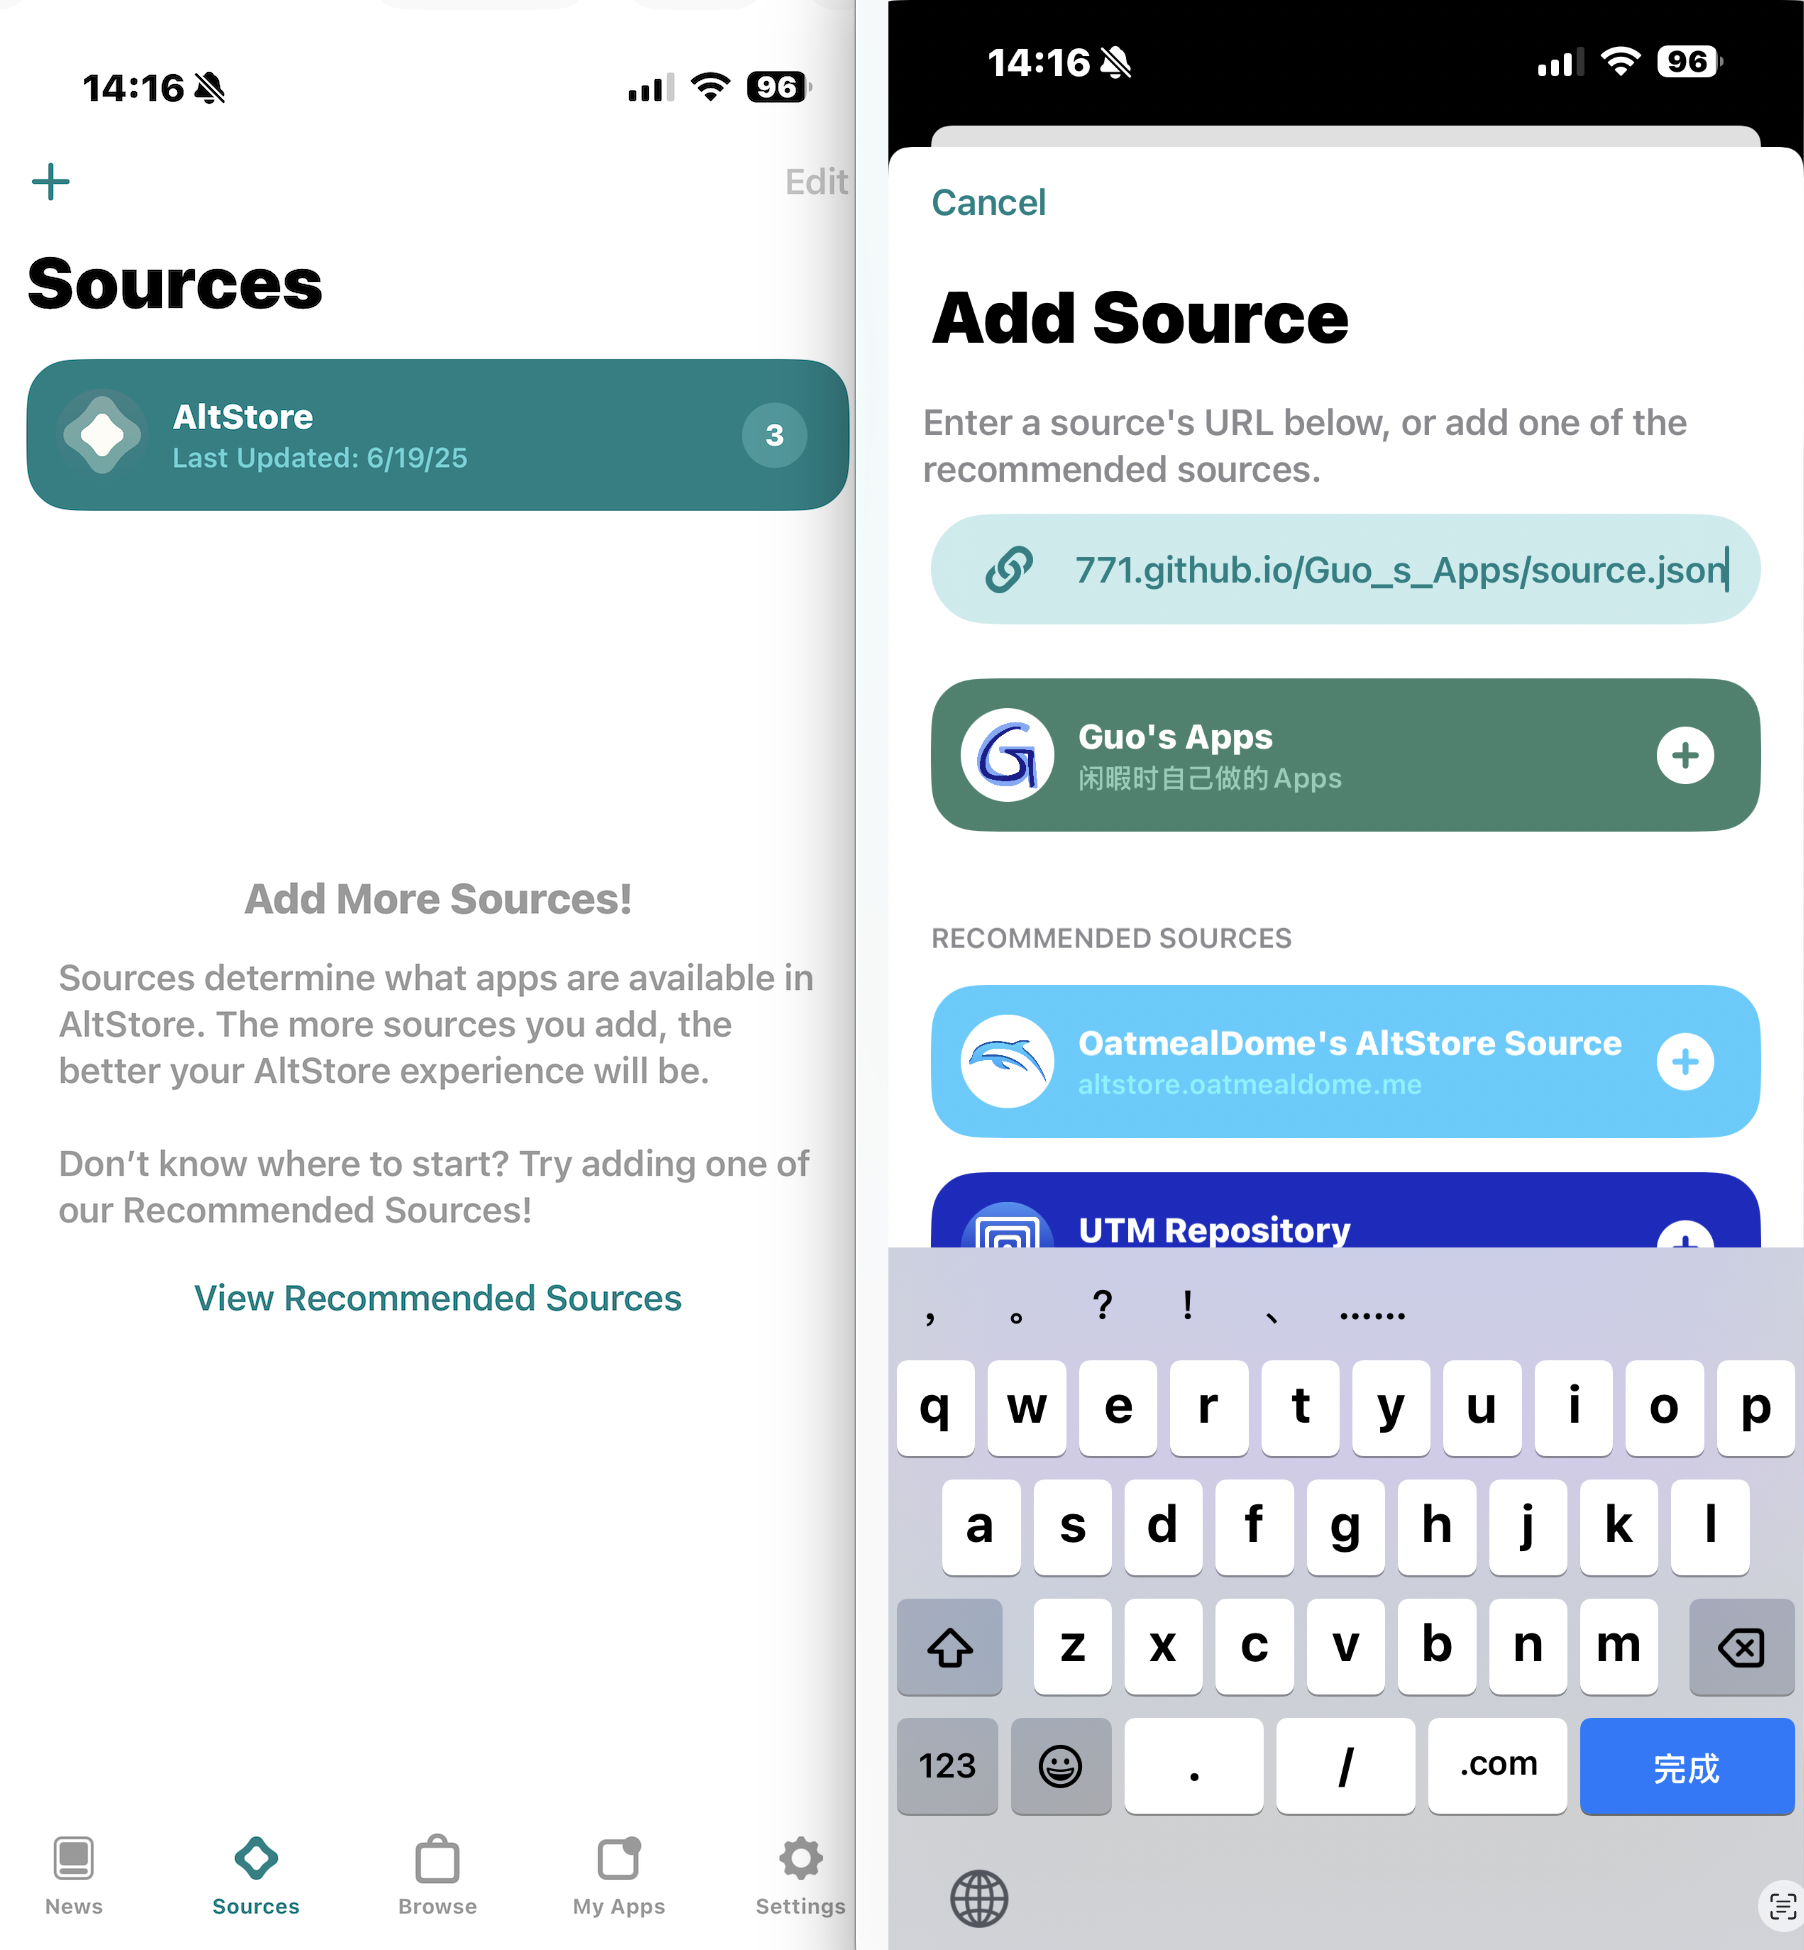 14:16
96
Edit
Sources
AltStore
Last Updated: 6/19/25
3
Add More Sources!
Sources determine what apps are available in
AltStore. The more sources you add, the
better your AltStore experience will be.
Don’t know where to start? Try adding one of
our Recommended Sources!
View Recommended Sources
News
Sources
Browse
My Apps
Settings
14:16
96
Cancel
Add Source
Enter a source's URL below, or add one of the
recommended sources.
771.github.io/Guo_s_Apps/source.json
G
Guo's Apps
闲暇时自己做的Apps
RECOMMENDED SOURCES
OatmealDome's AltStore Source
altstore.oatmealdome.me
UTM Repository
， 。 ？ ！ 、 ……
q w e r t y u i o p
a s d f g h j k l
z x c v b n m
123 . / .com 完成